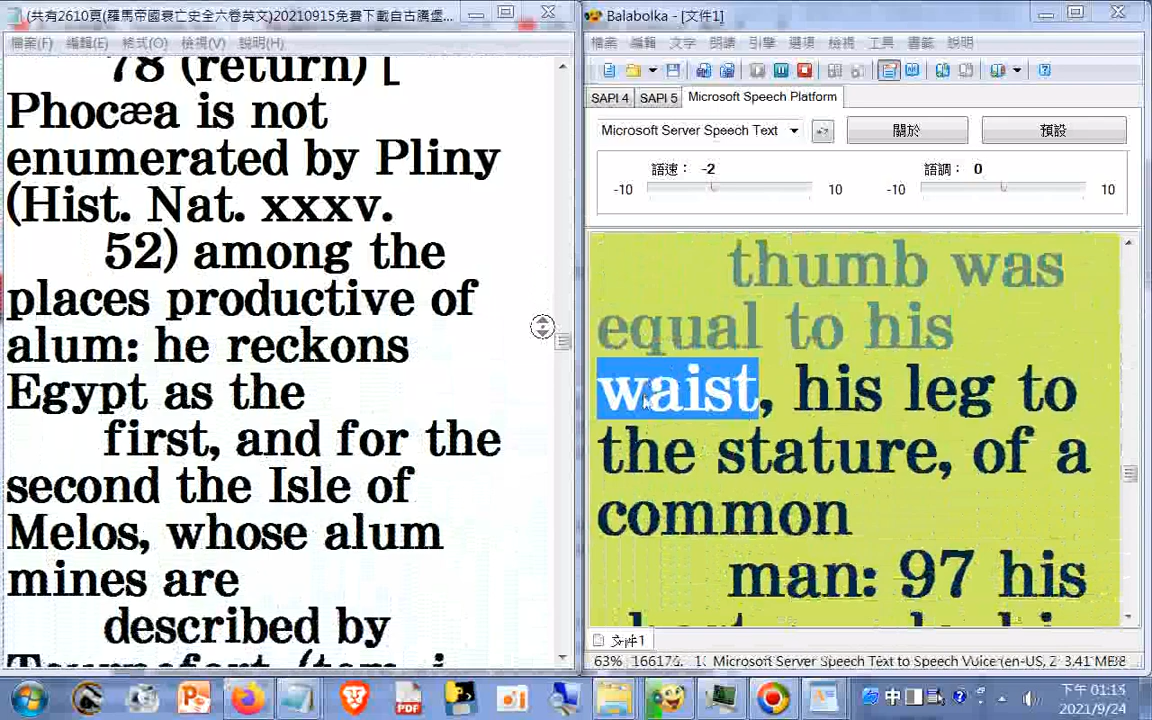 (共有2610頁(羅馬帝國衰亡史全六卷英文)20210915免費下載自古騰堡...
檔案(F) 編輯(E) 格式(O) 檢視(V) 說明(H)
78 (return) [
Phocæa is not
enumerated by Pliny
(Hist. Nat. xxxv.
52) among the
places productive of
alum: he reckons
Egypt as the
first, and for the
second the Isle of
Melos, whose alum
mines are
described by
Balabolka - [文件1]
檔案 編輯 文字 朗讀 引擎 選項 檢視 工具 書籤 說明
SAPI 4 SAPI 5 Microsoft Speech Platform
Microsoft Server Speech Text
關於
預設
語速： -2
語調： 0
-10 10 -10 10
thumb was
equal to his
waist, his leg to
the stature, of a
common
man: 97 his
文件1
63% Microsoft Server Speech Text to Speech Voice (en-US, Z 3.41 MB
中
下午 01:15
2021/9/24